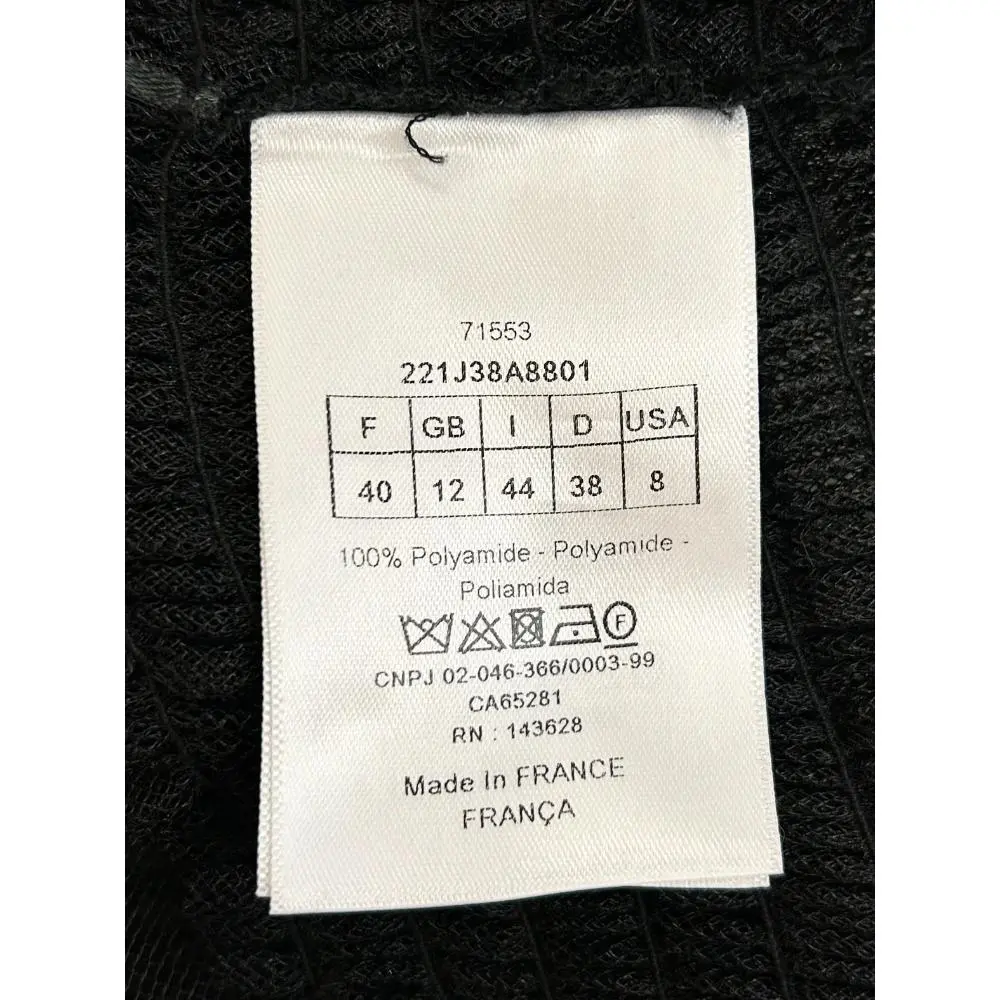 71553
221J38A8801
F GB I D USA
40 12 44 38 8
100% Polyamide - Polyamide -
Poliamida
F
CNPJ 02-046-366/0003-99
CA65281
RN : 143628
Made In FRANCE
FRANÇA